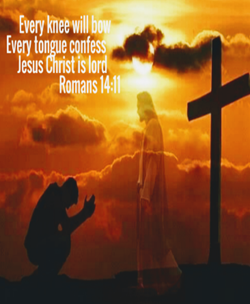 Every knee will bow
Every tongue confess
Jesus Christ is lord
Romans 14:11